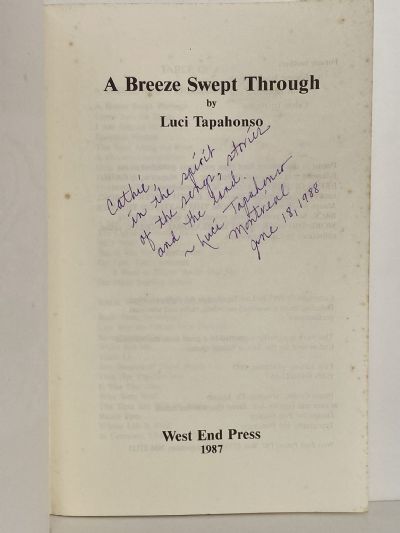 A Breeze Swept Through
by
Luci Tapahonso
Cathie
in the spirit
of the songs, stories
and the land.
~ Luci Tapahonso
Montréal
June 18, 1988
West End Press
1987